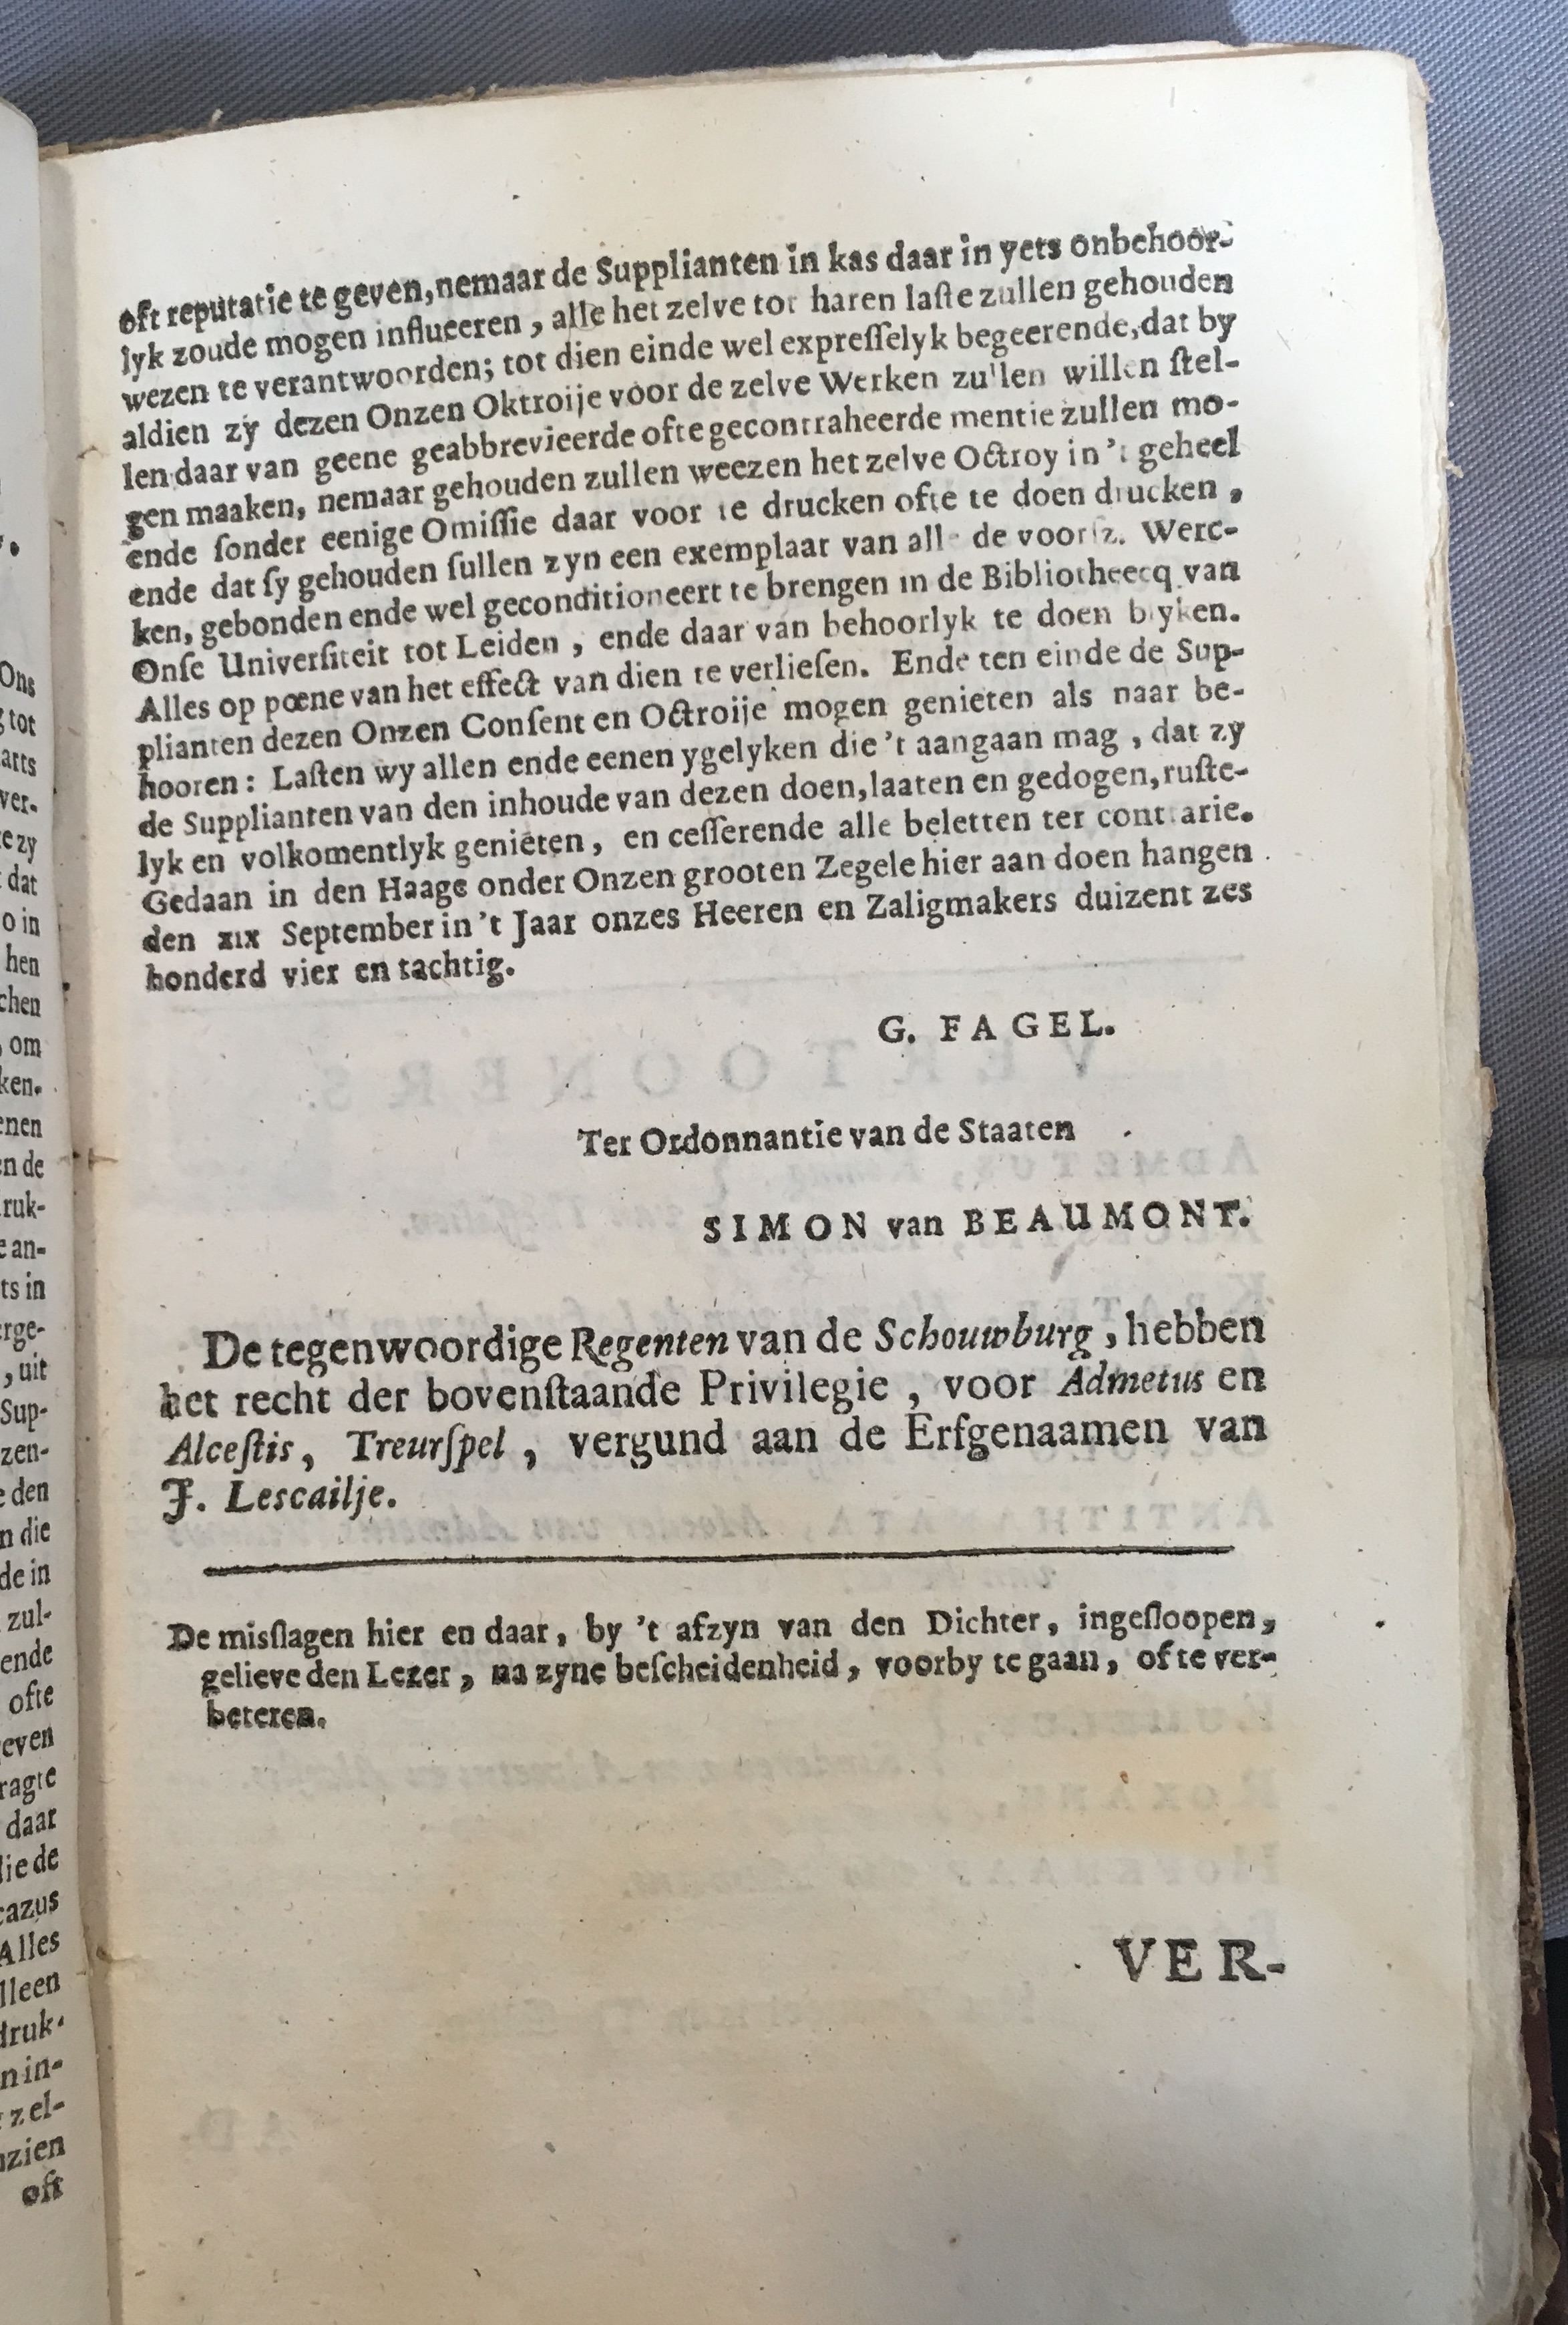 oft reputatie te geven, nemaar de Supplianten in kas daar in yets onbehoor-
lyk zoude mogen influeeren, alle het zelve tot haren laſte zullen gehouden
wezen te verantwoorden; tot dien einde wel expreſſelyk begeerende, dat by
aldien zy dezen Onzen Oktroije voor de zelve Werken zullen willen ſtel-
len daar van geene geabbrevieerde ofte gecontraheerde mentie zullen mo-
gen maaken, nemaar gehouden zullen weezen het zelve Octroy in 't geheel
ende ſonder eenige Omiſſie daar voor te drucken ofte te doen drucken,
ende dat ſy gehouden ſullen zyn een exemplaar van alle de voorſz. Werc-
ken, gebonden ende wel geconditioneert te brengen in de Bibliotheecq van
Onſe Univerſiteit tot Leiden, ende daar van behoorlyk te doen blyken.
Alles op pœne van het effect van dien te verlieſen. Ende ten einde de Sup-
plianten dezen Onzen Conſent en Octroije mogen genieten als naar be-
hooren: Laſten wy allen ende eenen ygelyken die 't aangaan mag, dat zy
de Supplianten van den inhoude van dezen doen, laaten en gedogen, ruſte-
lyk en volkomentlyk genieten, en ceſſerende alle beletten ter contrarie.
Gedaan in den Haage onder Onzen grooten Zegele hier aan doen hangen
den XIX September in 't Jaar onzes Heeren en Zaligmakers duizent zes
honderd vier en tachtig.
G. FAGEL.
Ter Ordonnantie van de Staaten
SIMON van BEAUMONT.
De tegenwoordige Regenten van de Schouwburg, hebben
het recht der bovenſtaande Privilegie, voor Admetus en
Alceſtis, Treurſpel, vergund aan de Erfgenaamen van
J. Lescailje.
De misſlagen hier en daar, by 't afzyn van den Dichter, ingeſloopen,
gelieve den Lezer, na zyne beſcheidenheid, voorby te gaan, of te ver-
beteren.
VER-